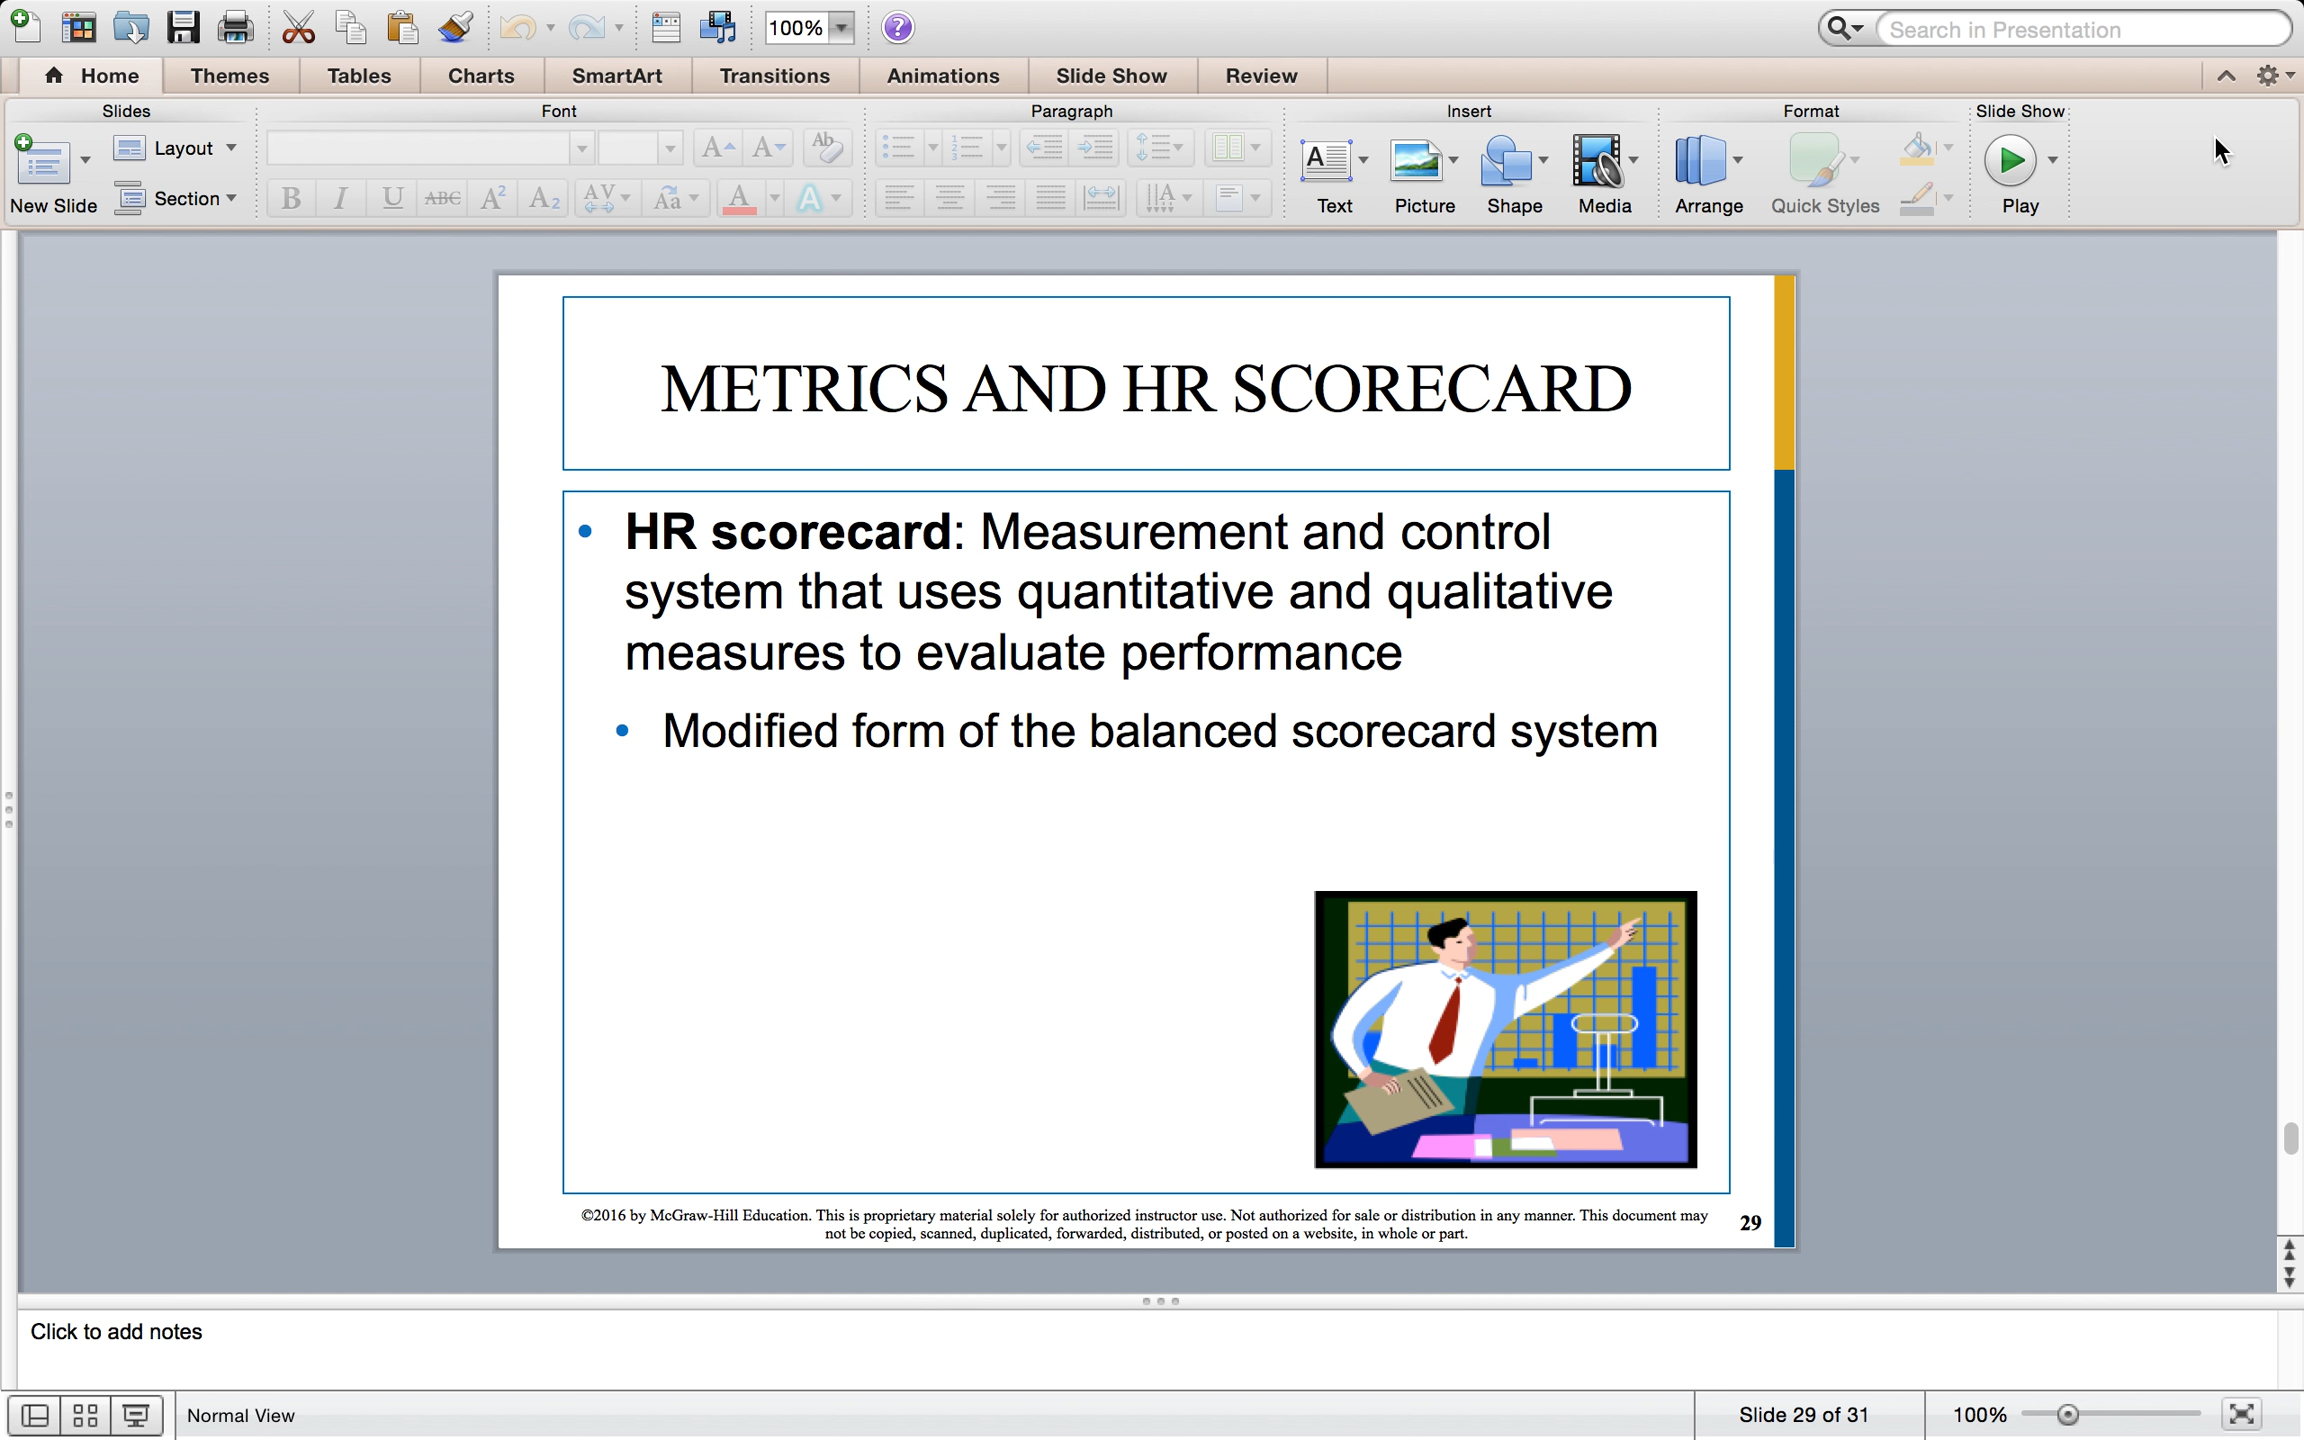 100%
Search in Presentation
Home
Themes
Tables
Charts
SmartArt
Transitions
Animations
Slide Show
Review
Slides
Font
Paragraph
Insert
Format
Slide Show
Layout
Section
New Slide
Text
Picture
Shape
Media
Arrange
Quick Styles
Play
METRICS AND HR SCORECARD
• HR scorecard: Measurement and control
system that uses quantitative and qualitative
measures to evaluate performance
• Modified form of the balanced scorecard system
©2016 by McGraw-Hill Education. This is proprietary material solely for authorized instructor use. Not authorized for sale or distribution in any manner. This document may
not be copied, scanned, duplicated, forwarded, distributed, or posted on a website, in whole or part.
29
Click to add notes
Normal View
Slide 29 of 31
100%